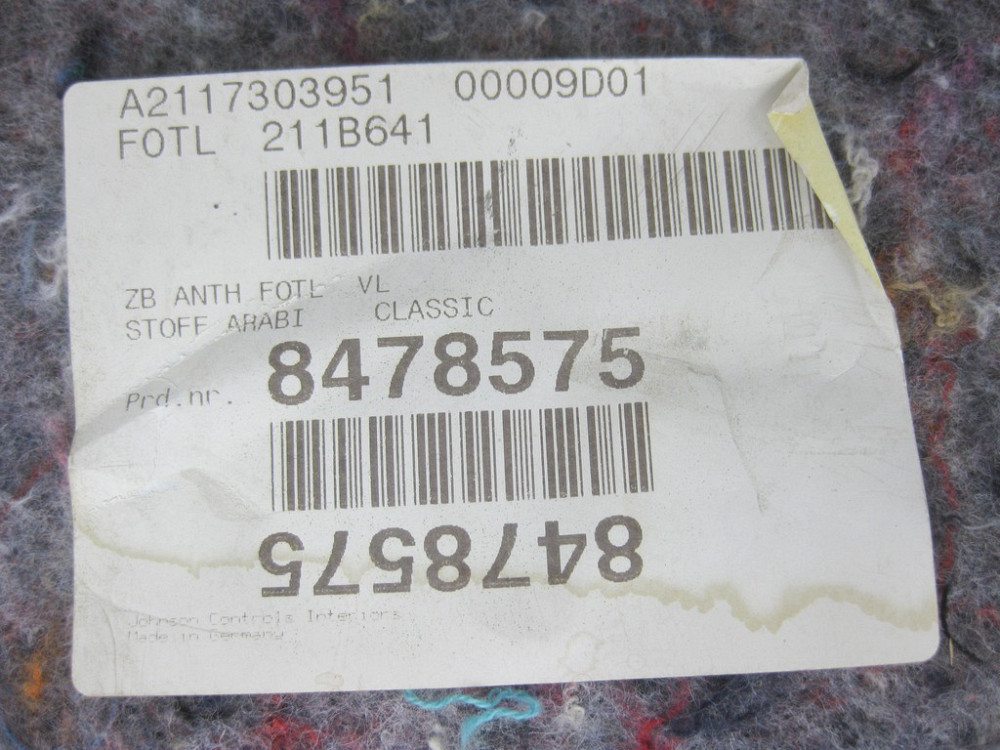 A2117303951 00009D01
FOTL 211B641
ZB ANTH FOTL VL
STOFF ARABI CLASSIC
Prd.nr. 8478575
8478575
Johnson Controls Interiors
Made in Germany